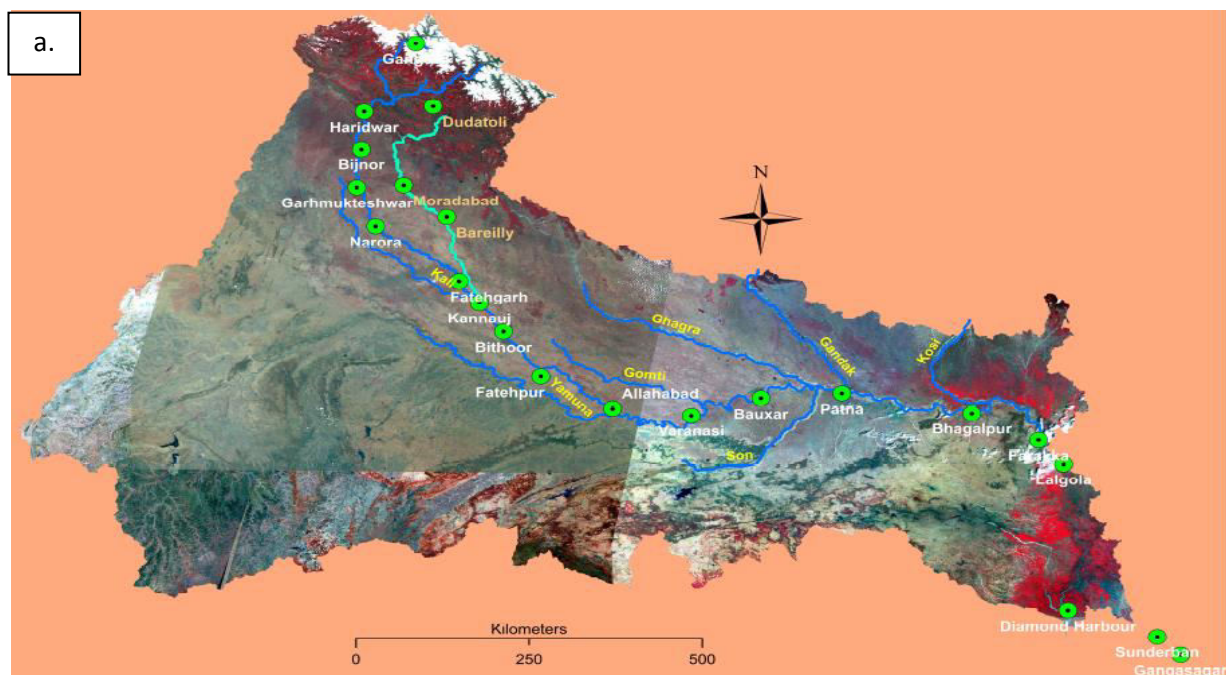 a.
Haridwar
Dudatoli
Bijnor
Garhmukteshwar
Moradabad
Narora
Bareilly
N
Kali
Fatehgarh
Kannauj
Bithoor
Ghagra
Gandak
Kosi
Gomti
Fatehpur
Yamuna
Allahabad
Varanasi
Bauxar
Patna
Bhagalpur
Son
Farakka
Lalgola
Diamond Harbour
Sunderban
Gangasagar
Kilometers
0 250 500